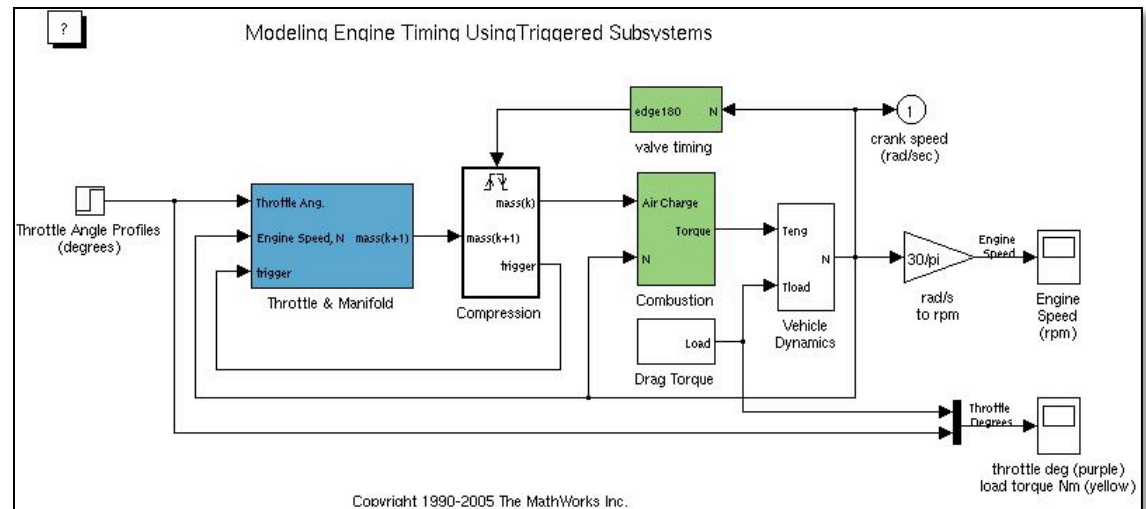 ?
Modeling Engine Timing UsingTriggered Subsystems
edge180 N
valve timing
1
crank speed
(rad/sec)
Throttle Angle Profiles
(degrees)
Throttle Ang.
Engine Speed, N mass(k+1)
trigger
Throttle & Manifold
mass(k)
mass(k+1)
trigger
Compression
Air Charge
Torque
N
Combustion
Load
Drag Torque
Teng
N
Tload
Vehicle
Dynamics
30/pi
rad/s
to rpm
Engine
Speed
Engine
Speed
(rpm)
Throttle
Degrees
throttle deg (purple)
load torque Nm (yellow)
Copyright 1990-2005 The MathWorks Inc.